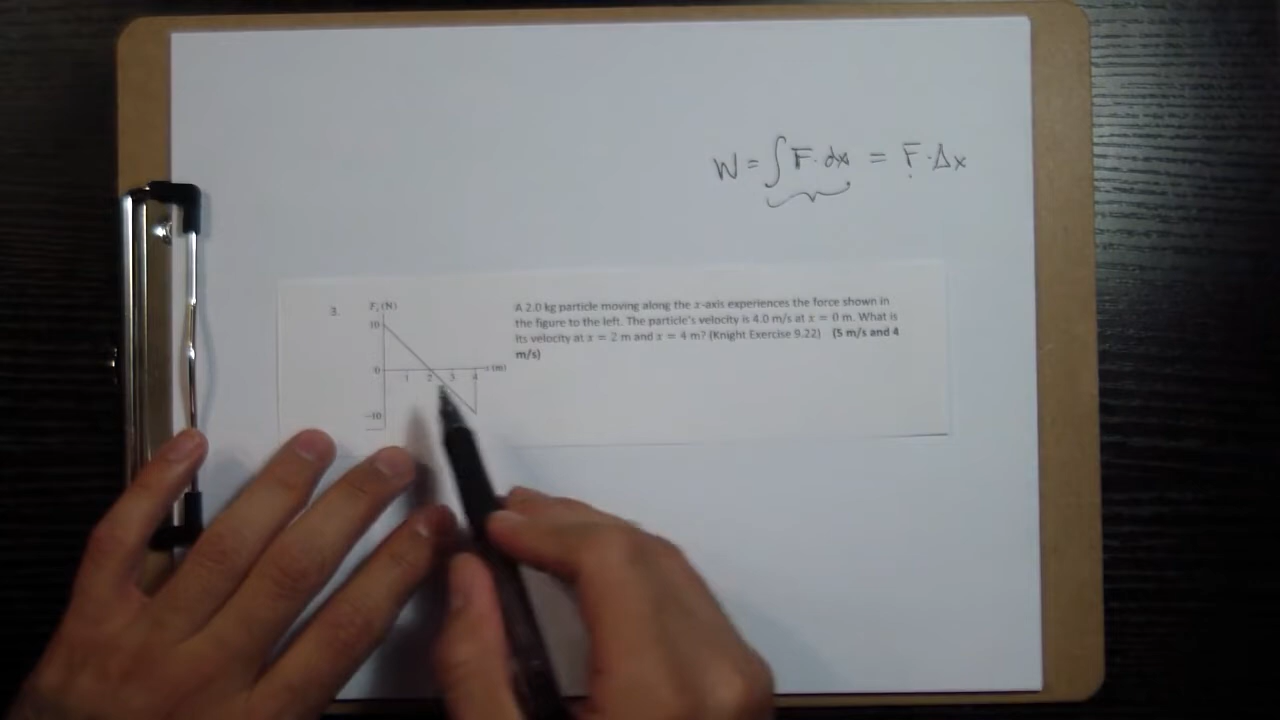 W = ∫ F · dx = F · Δx
3.
Fₓ (N)
10
0
-10
1 2 3 4
x (m)
A 2.0 kg particle moving along the x-axis experiences the force shown in
the figure to the left. The particle's velocity is 4.0 m/s at x = 0 m. What is
its velocity at x = 2 m and x = 4 m? (Knight Exercise 9.22) (5 m/s and 4
m/s)